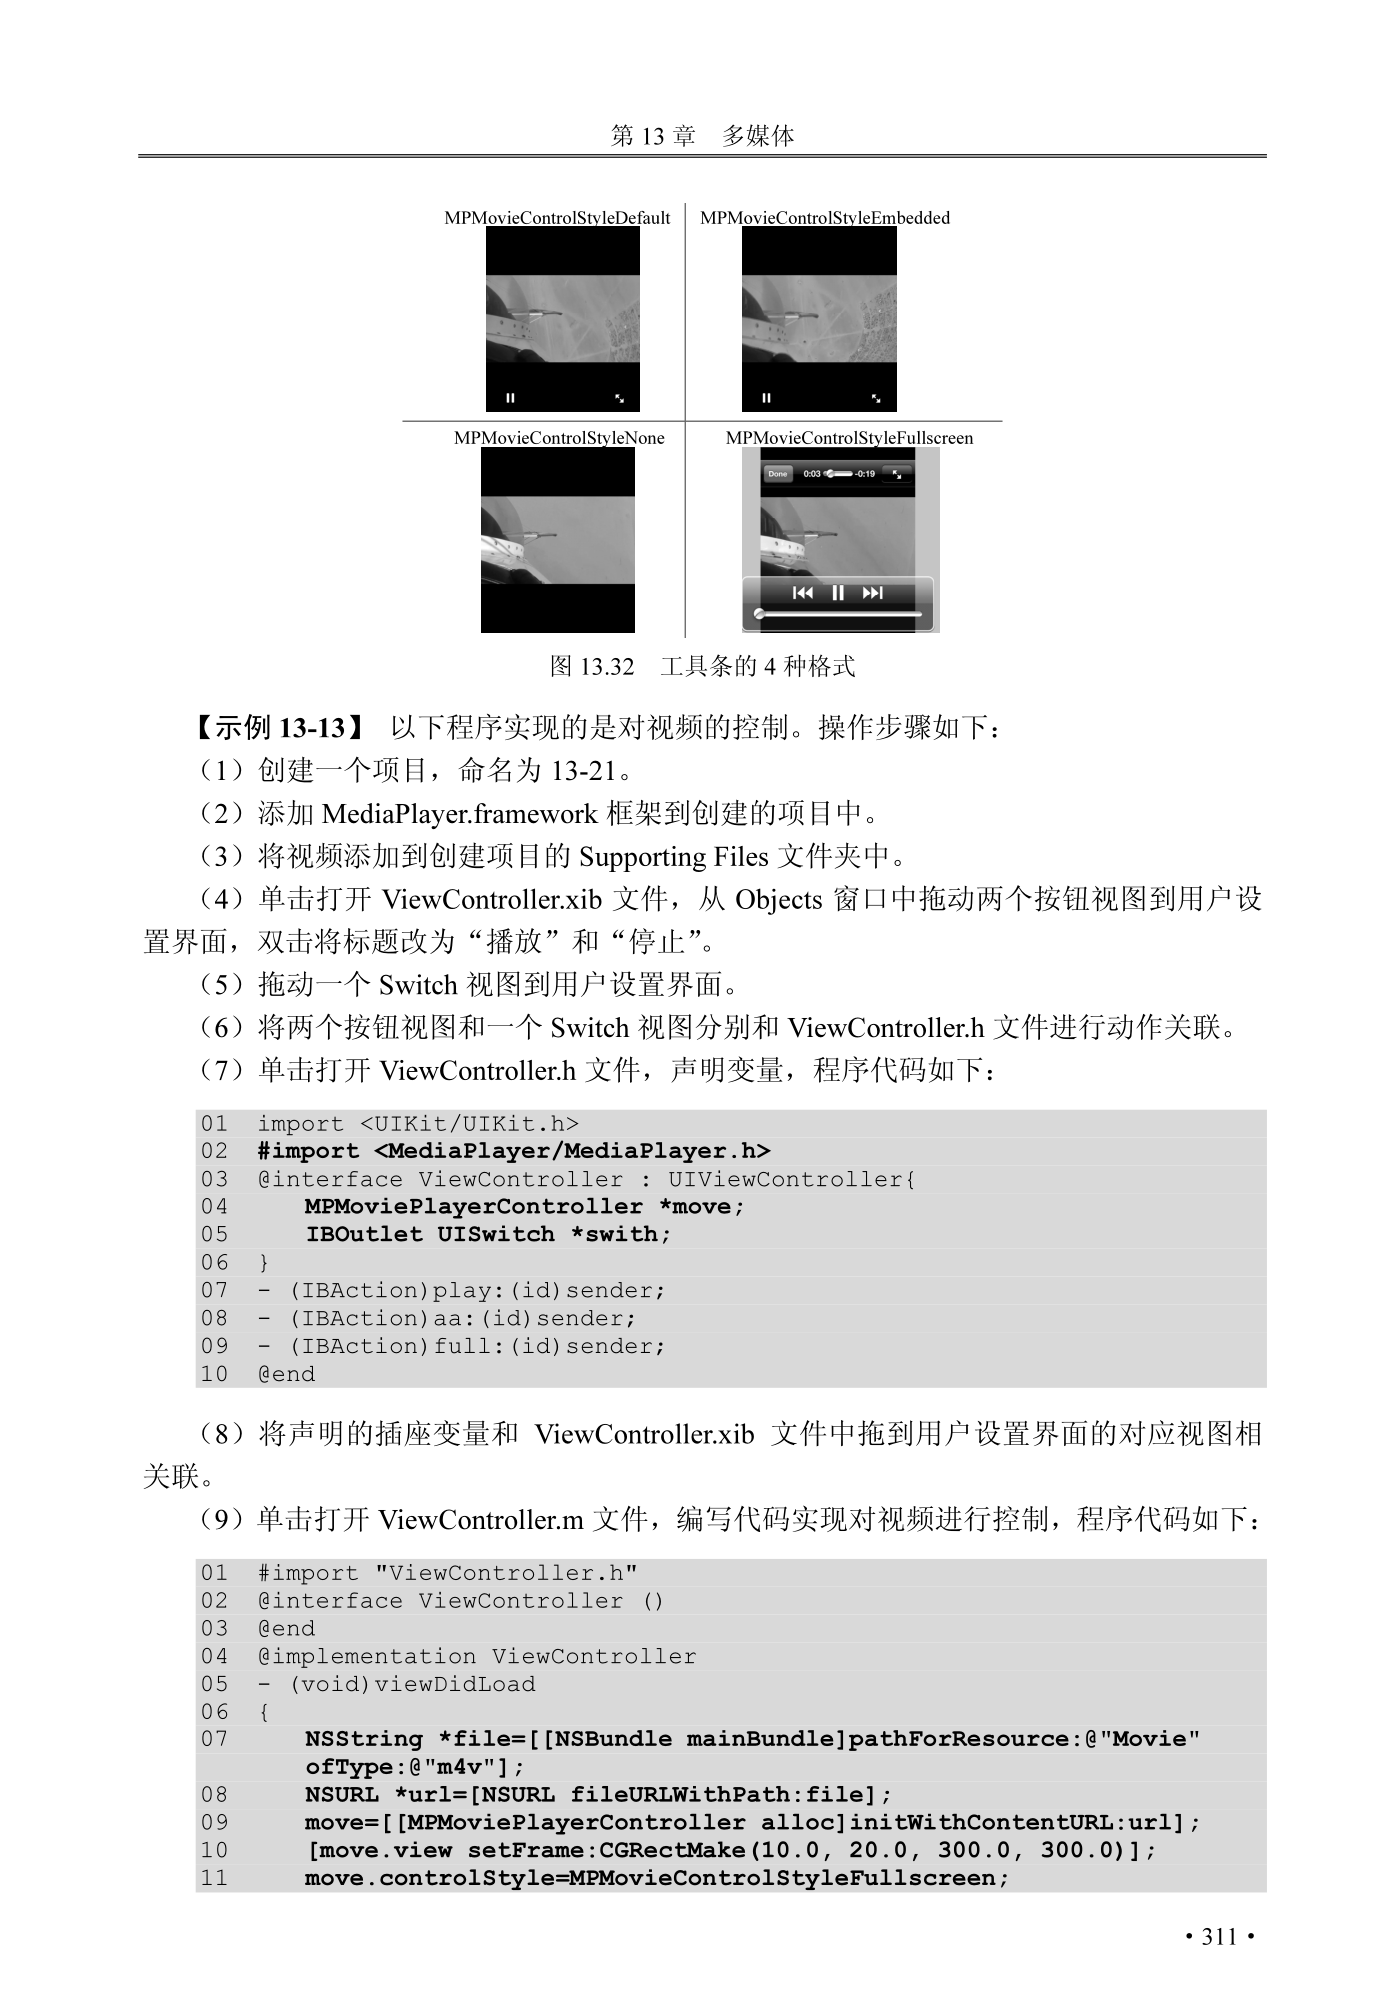 第 13 章　多媒体
MPMovieControlStyleDefault
MPMovieControlStyleEmbedded
MPMovieControlStyleNone
MPMovieControlStyleFullscreen
Done 0:03 -0:19
图 13.32　工具条的 4 种格式
【示例 13-13】 以下程序实现的是对视频的控制。操作步骤如下：
（1）创建一个项目，命名为 13-21。
（2）添加 MediaPlayer.framework 框架到创建的项目中。
（3）将视频添加到创建项目的 Supporting Files 文件夹中。
（4）单击打开 ViewController.xib 文件，从 Objects 窗口中拖动两个按钮视图到用户设
置界面，双击将标题改为“播放”和“停止”。
（5）拖动一个 Switch 视图到用户设置界面。
（6）将两个按钮视图和一个 Switch 视图分别和 ViewController.h 文件进行动作关联。
（7）单击打开 ViewController.h 文件，声明变量，程序代码如下：
01 import <UIKit/UIKit.h>
02 #import <MediaPlayer/MediaPlayer.h>
03 @interface ViewController : UIViewController{
04 MPMoviePlayerController *move;
05 IBOutlet UISwitch *swith;
06 }
07 - (IBAction)play:(id)sender;
08 - (IBAction)aa:(id)sender;
09 - (IBAction)full:(id)sender;
10 @end
（8）将声明的插座变量和 ViewController.xib 文件中拖到用户设置界面的对应视图相
关联。
（9）单击打开 ViewController.m 文件，编写代码实现对视频进行控制，程序代码如下：
01 #import "ViewController.h"
02 @interface ViewController ()
03 @end
04 @implementation ViewController
05 - (void)viewDidLoad
06 {
07 NSString *file=[[NSBundle mainBundle]pathForResource:@"Movie"
ofType:@"m4v"];
08 NSURL *url=[NSURL fileURLWithPath:file];
09 move=[[MPMoviePlayerController alloc]initWithContentURL:url];
10 [move.view setFrame:CGRectMake(10.0, 20.0, 300.0, 300.0)];
11 move.controlStyle=MPMovieControlStyleFullscreen;
• 311 •